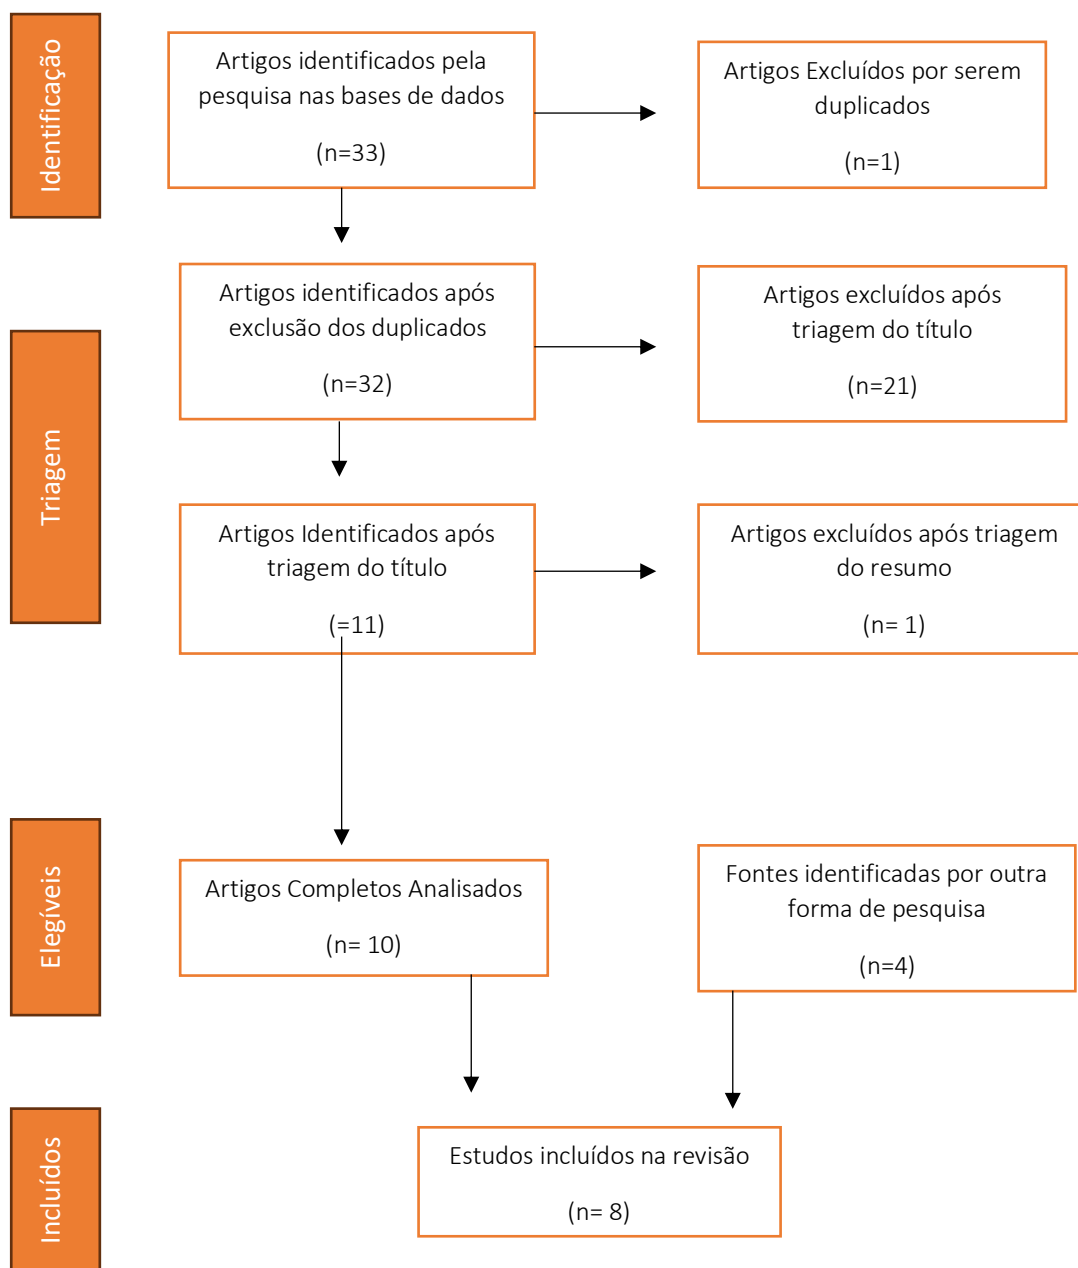 Identificação
Artigos identificados pela
pesquisa nas bases de dados
(n=33)
Artigos Excluídos por serem
duplicados
(n=1)
Triagem
Artigos identificados após
exclusão dos duplicados
(n=32)
Artigos excluídos após
triagem do título
(n=21)
Artigos Identificados após
triagem do título
(=11)
Artigos excluídos após triagem
do resumo
(n= 1)
Elegíveis
Artigos Completos Analisados
(n= 10)
Fontes identificadas por outra
forma de pesquisa
(n=4)
Incluídos
Estudos incluídos na revisão
(n= 8)